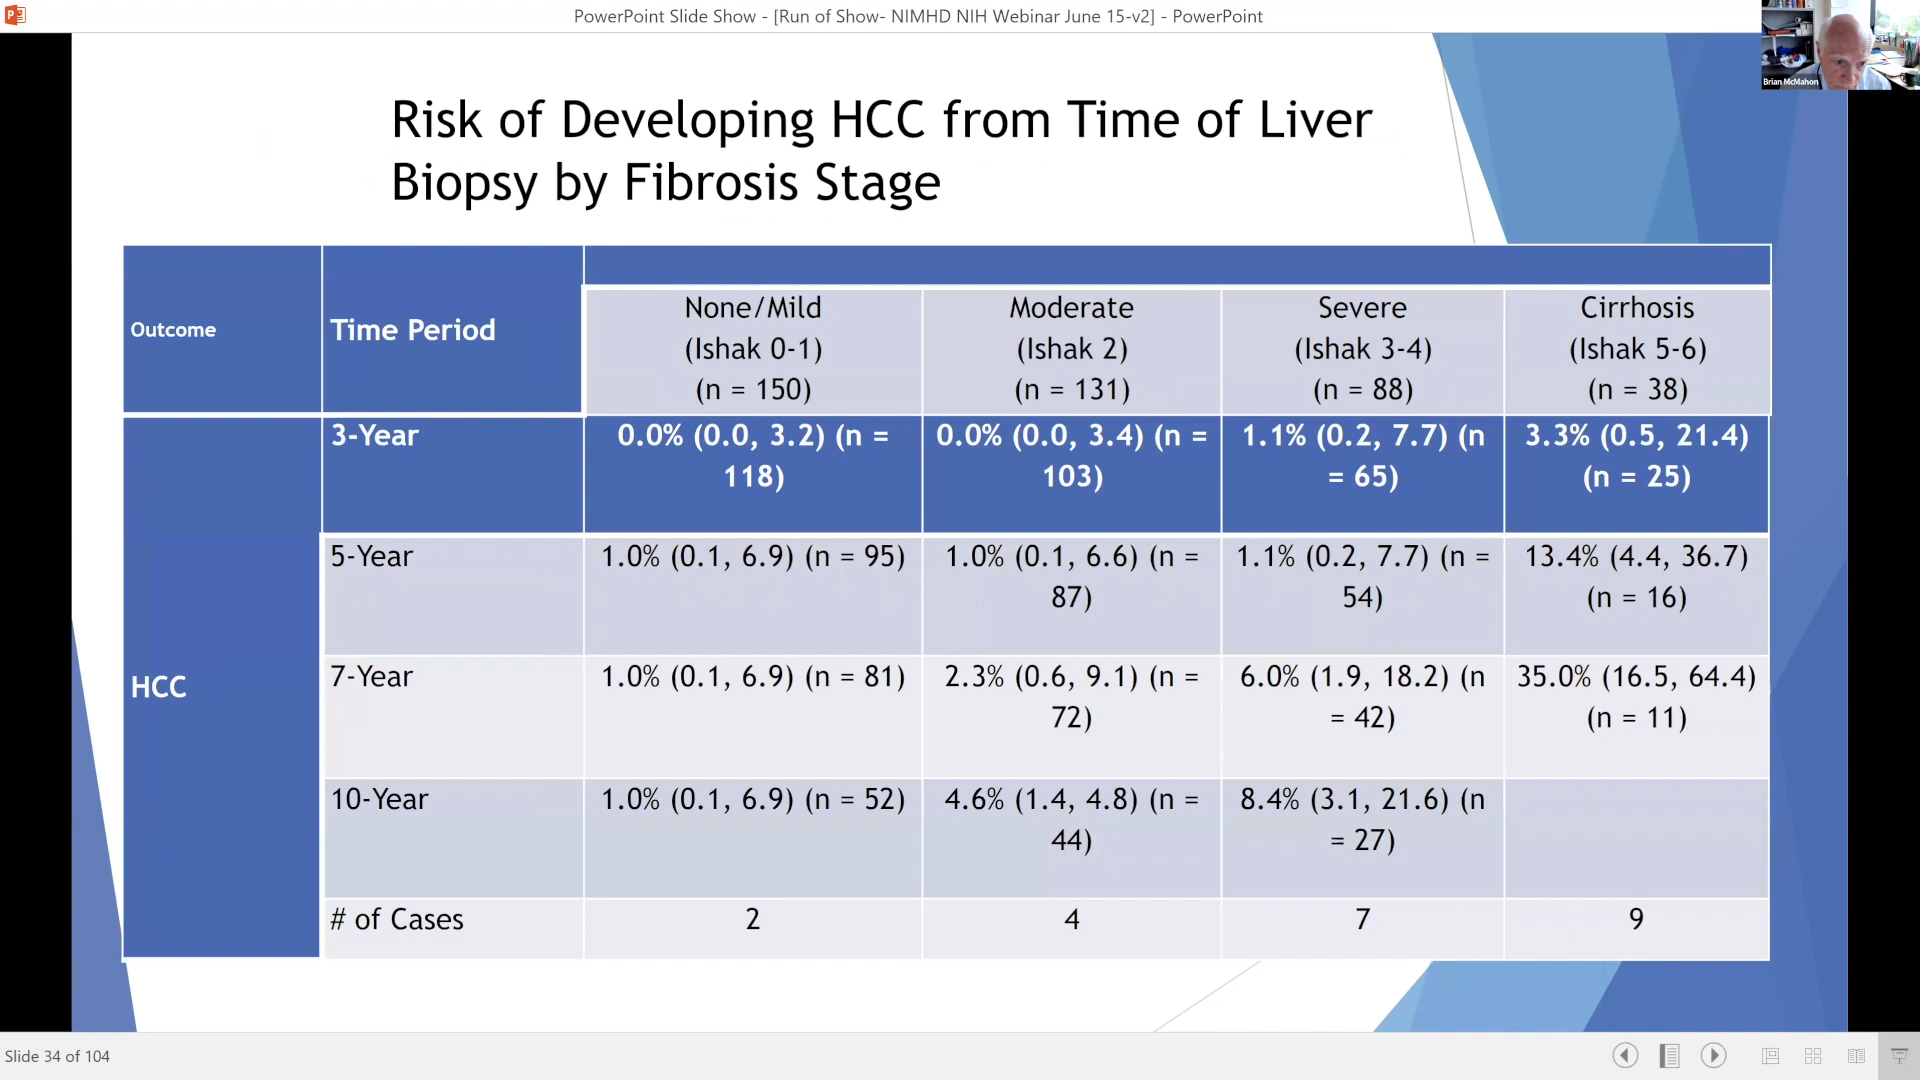 PowerPoint Slide Show - [Run of Show- NIMHD NIH Webinar June 15-v2] - PowerPoint
Brian McMahon
Risk of Developing HCC from Time of Liver
Biopsy by Fibrosis Stage
Outcome
Time Period
None/Mild
(Ishak 0-1)
(n = 150)
Moderate
(Ishak 2)
(n = 131)
Severe
(Ishak 3-4)
(n = 88)
Cirrhosis
(Ishak 5-6)
(n = 38)
HCC
3-Year
0.0% (0.0, 3.2) (n =
118)
0.0% (0.0, 3.4) (n =
103)
1.1% (0.2, 7.7) (n
= 65)
3.3% (0.5, 21.4)
(n = 25)
5-Year
1.0% (0.1, 6.9) (n = 95)
1.0% (0.1, 6.6) (n =
87)
1.1% (0.2, 7.7) (n =
54)
13.4% (4.4, 36.7)
(n = 16)
7-Year
1.0% (0.1, 6.9) (n = 81)
2.3% (0.6, 9.1) (n =
72)
6.0% (1.9, 18.2) (n
= 42)
35.0% (16.5, 64.4)
(n = 11)
10-Year
1.0% (0.1, 6.9) (n = 52)
4.6% (1.4, 4.8) (n =
44)
8.4% (3.1, 21.6) (n
= 27)
# of Cases
2
4
7
9
Slide 34 of 104